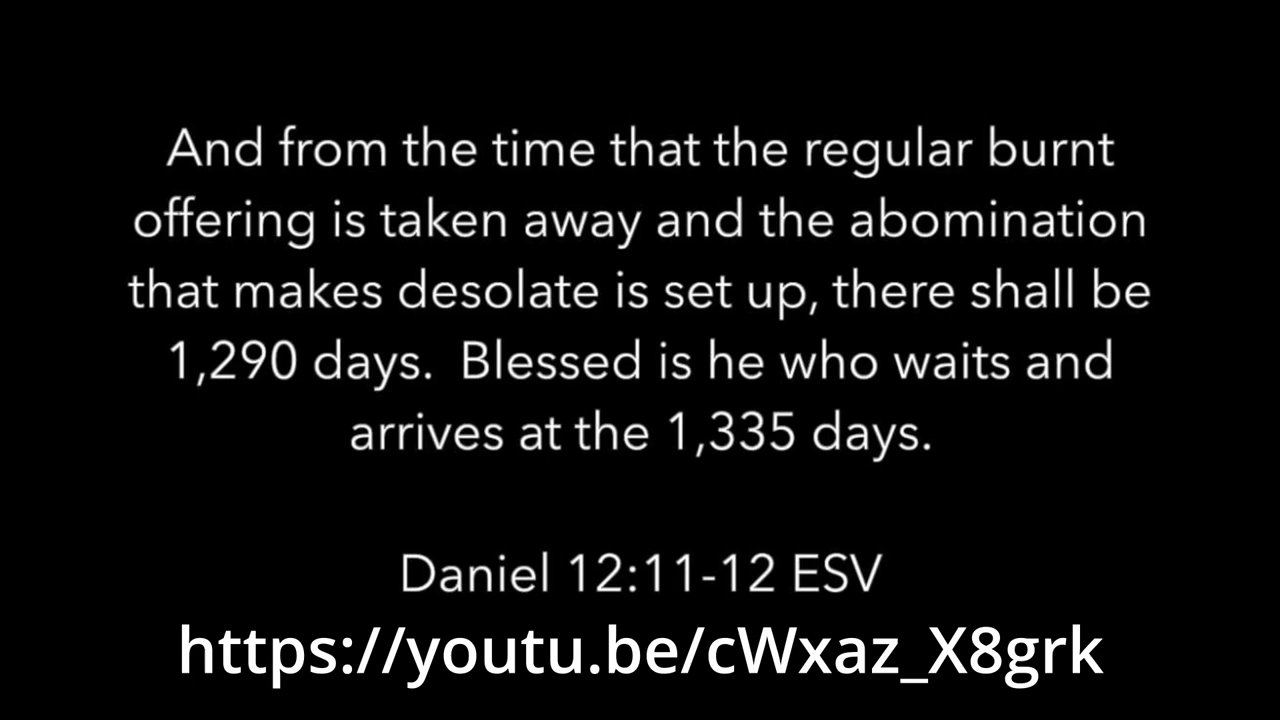 And from the time that the regular burnt
offering is taken away and the abomination
that makes desolate is set up, there shall be
1,290 days.  Blessed is he who waits and
arrives at the 1,335 days.
Daniel 12:11-12 ESV
https://youtu.be/cWxaz_X8grk